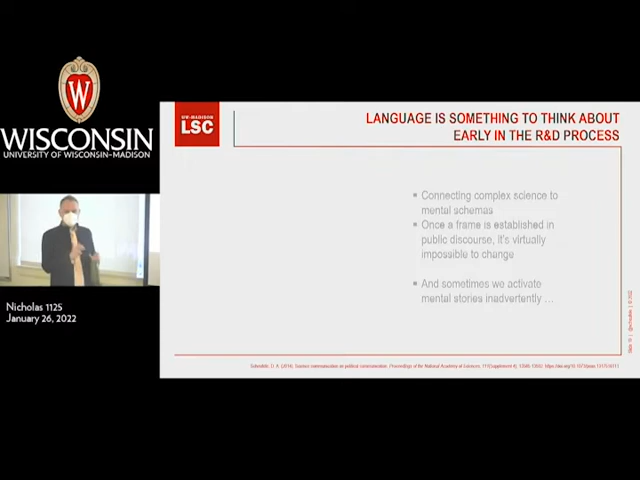 W
WISCONSIN
UNIVERSITY OF WISCONSIN–MADISON
Nicholas 1125
January 26, 2022
UW-MADISON
LSC
LANGUAGE IS SOMETHING TO THINK ABOUT
EARLY IN THE R&D PROCESS
▪ Connecting complex science to
mental schemas
▪ Once a frame is established in
public discourse, it's virtually
impossible to change
▪ And sometimes we activate
mental stories inadvertently …